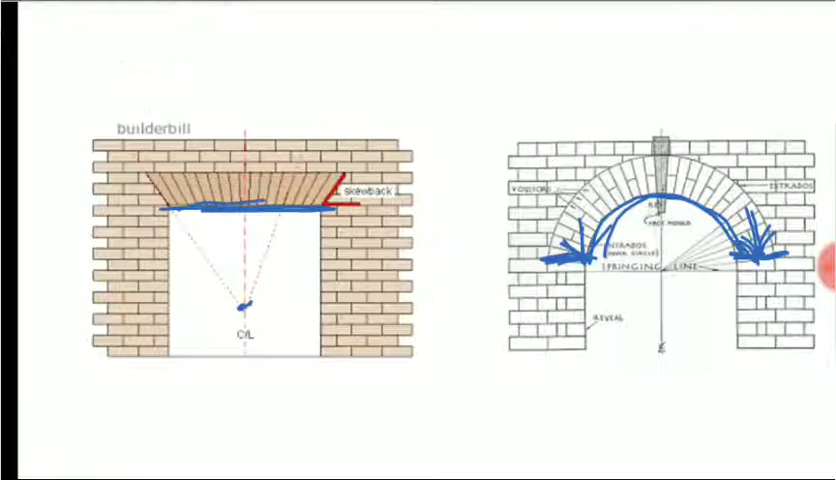 builderbill
skewback
C/L
VOUSSOIRS
EXTRADOS
KEY
FACE MOULD
INTRADOS
(INNER CIRCLE)
SPRINGING LINE
REVEAL